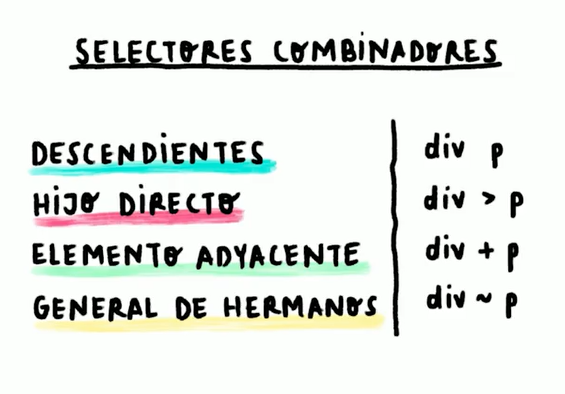 SELECTORES COMBINADORES
DESCENDIENTES div p
HIJO DIRECTO div > p
ELEMENTO ADYACENTE div + p
GENERAL DE HERMANOS div ~ p